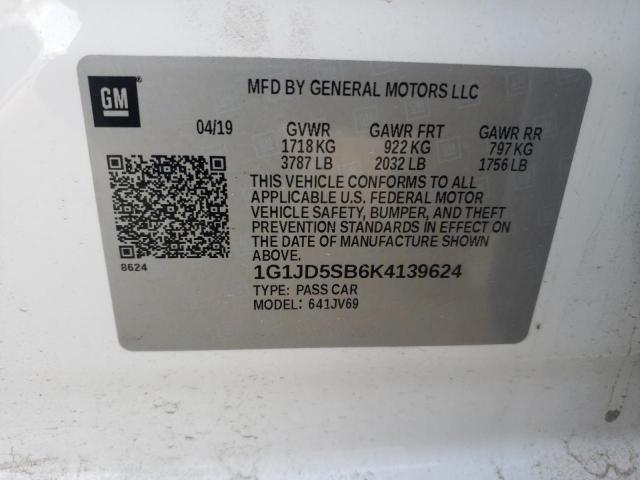 GM
MFD BY GENERAL MOTORS LLC
04/19 GVWR GAWR FRT GAWR RR
1718 KG 922 KG 797 KG
3787 LB 2032 LB 1756 LB
THIS VEHICLE CONFORMS TO ALL
APPLICABLE U.S. FEDERAL MOTOR
VEHICLE SAFETY, BUMPER, AND THEFT
PREVENTION STANDARDS IN EFFECT ON
THE DATE OF MANUFACTURE SHOWN
ABOVE.
8624
1G1JD5SB6K4139624
TYPE: PASS CAR
MODEL: 641JV69